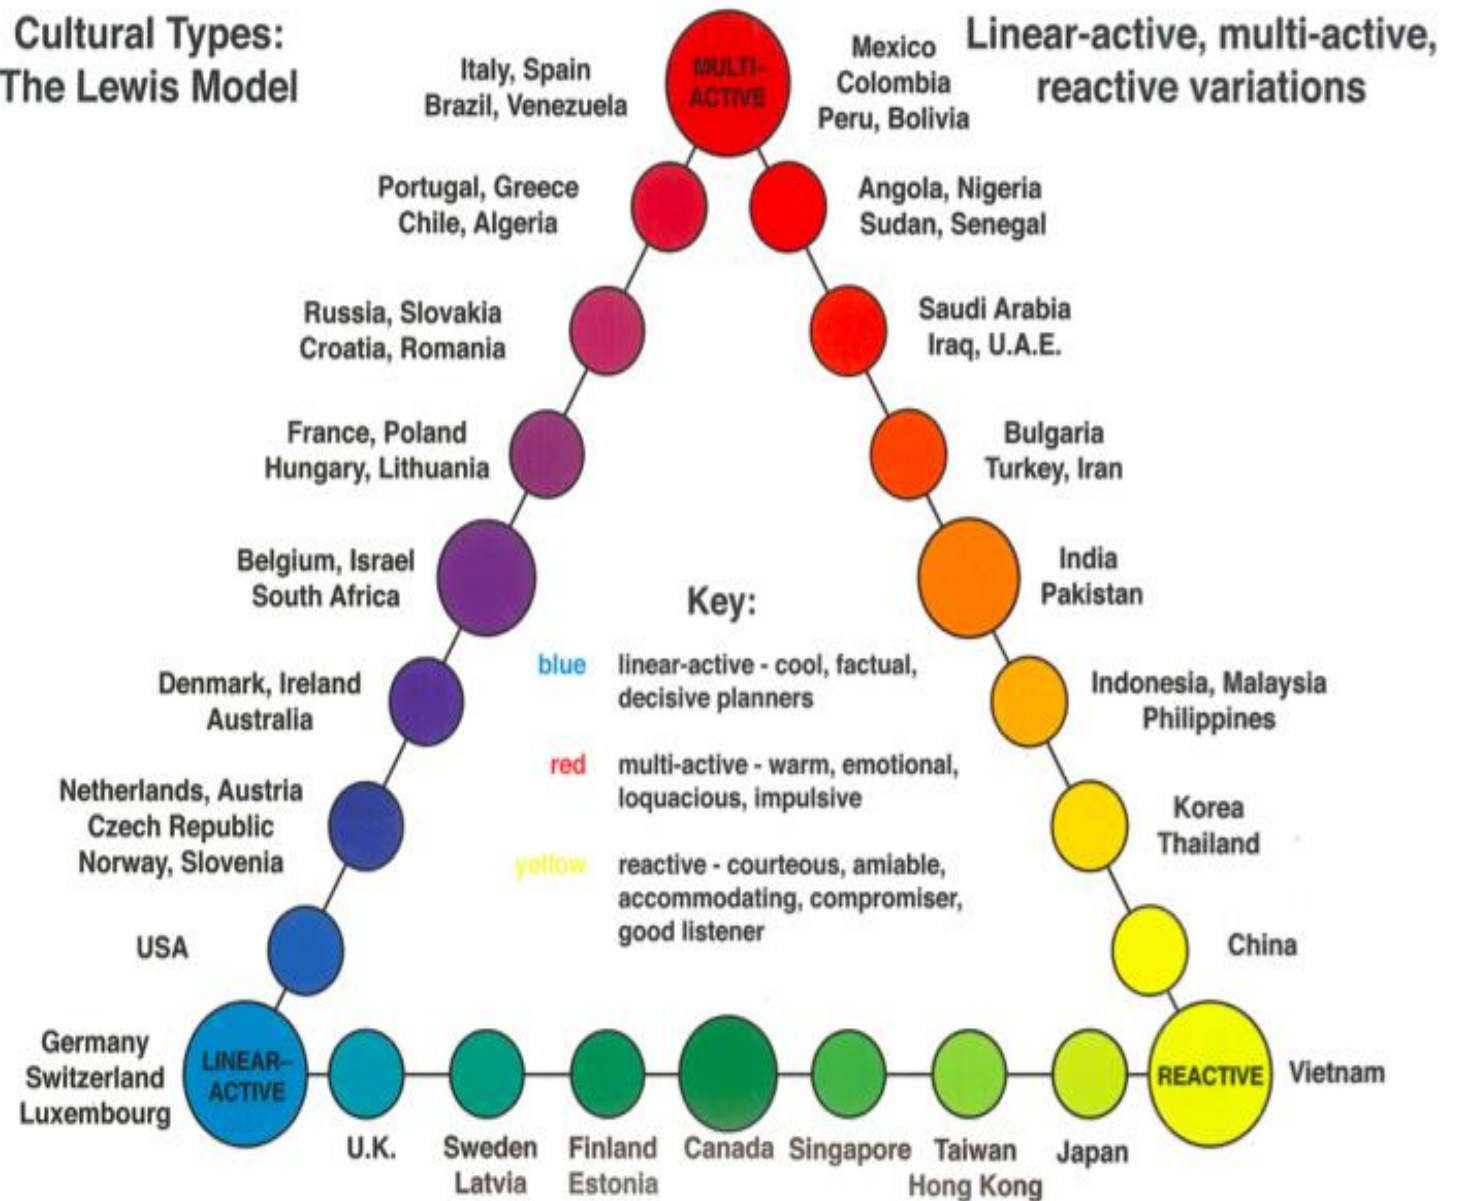 Cultural Types:
The Lewis Model
Linear-active, multi-active,
reactive variations
MULTI–
ACTIVE
Italy, Spain
Brazil, Venezuela
Mexico
Colombia
Peru, Bolivia
Portugal, Greece
Chile, Algeria
Angola, Nigeria
Sudan, Senegal
Russia, Slovakia
Croatia, Romania
Saudi Arabia
Iraq, U.A.E.
France, Poland
Hungary, Lithuania
Bulgaria
Turkey, Iran
Belgium, Israel
South Africa
India
Pakistan
Key:
blue linear-active - cool, factual,
decisive planners
red multi-active - warm, emotional,
loquacious, impulsive
yellow reactive - courteous, amiable,
accommodating, compromiser,
good listener
Denmark, Ireland
Australia
Indonesia, Malaysia
Philippines
Netherlands, Austria
Czech Republic
Norway, Slovenia
Korea
Thailand
USA
China
Germany
Switzerland
Luxembourg
LINEAR–
ACTIVE
REACTIVE
Vietnam
U.K.
Sweden
Latvia
Finland
Estonia
Canada
Singapore
Taiwan
Hong Kong
Japan